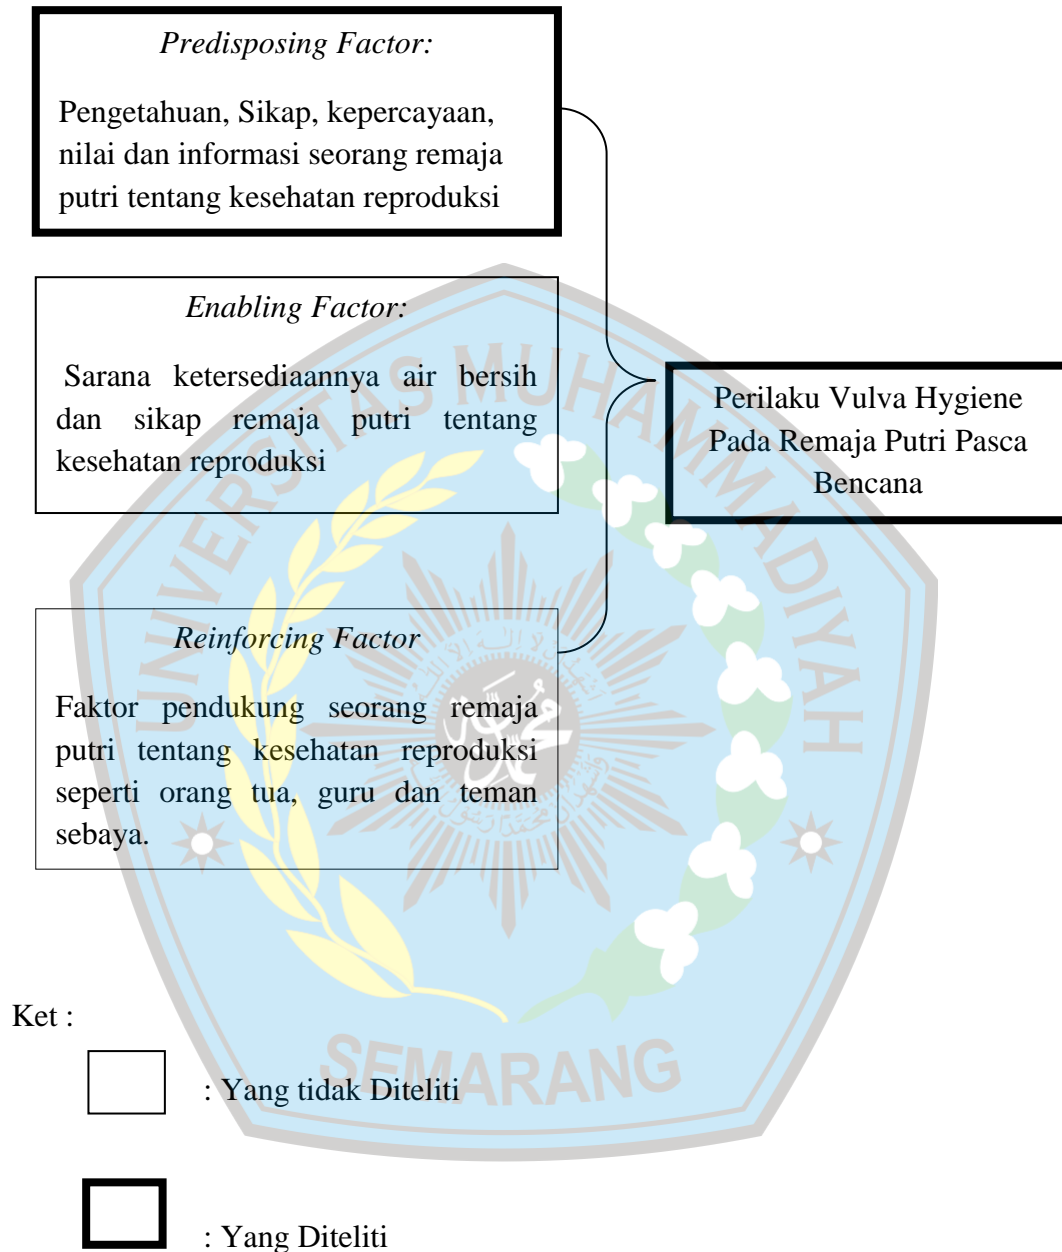 Predisposing Factor:
Pengetahuan, Sikap, kepercayaan,
nilai dan informasi seorang remaja
putri tentang kesehatan reproduksi
Enabling Factor:
Sarana ketersediaannya air bersih
dan sikap remaja putri tentang
kesehatan reproduksi
Perilaku Vulva Hygiene
Pada Remaja Putri Pasca
Bencana
Reinforcing Factor
Faktor pendukung seorang remaja
putri tentang kesehatan reproduksi
seperti orang tua, guru dan teman
sebaya.
Ket :
: Yang tidak Diteliti
: Yang Diteliti
UNIVERSITAS MUHAMMADIYAH
SEMARANG